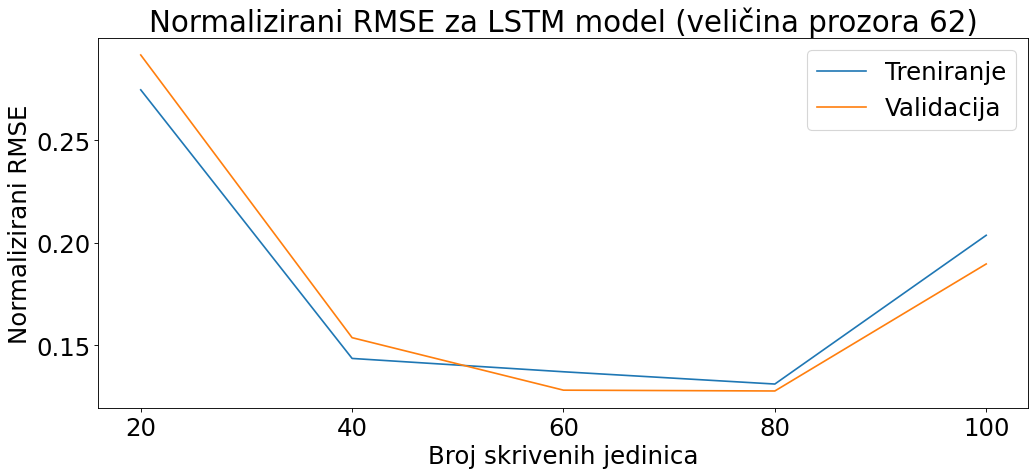 Normalizirani RMSE za LSTM model (veličina prozora 62)
Treniranje
Validacija
Normalizirani RMSE
0.25
0.20
0.15
20 40 60 80 100
Broj skrivenih jedinica